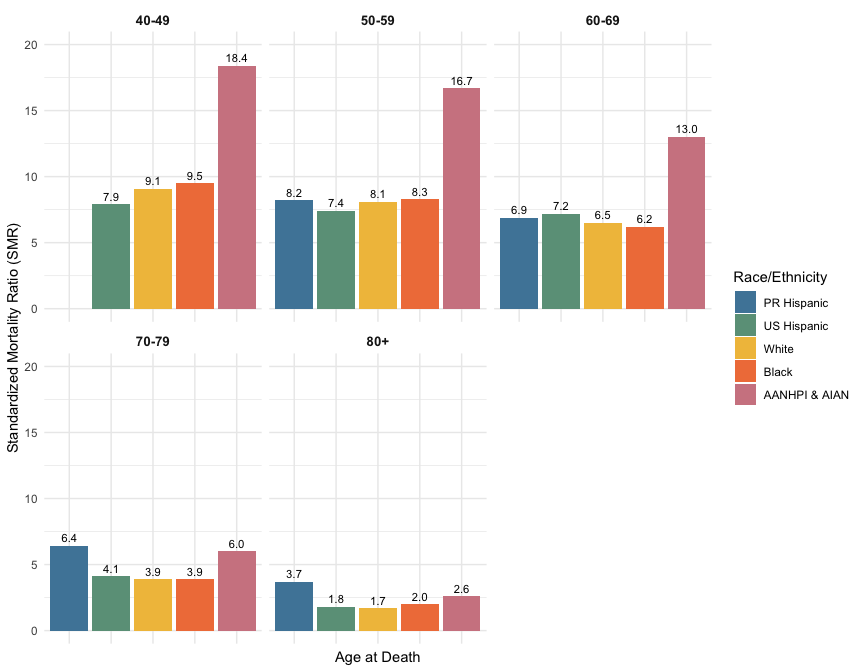 40-49 50-59 60-69
20
15
10
5
0
7.9 9.1 9.5 18.4
8.2 7.4 8.1 8.3 16.7
6.9 7.2 6.5 6.2 13.0
Standardized Mortality Ratio (SMR)
Race/Ethnicity
PR Hispanic
US Hispanic
White
Black
AANHPI & AIAN
70-79 80+
20
15
10
5
0
6.4 4.1 3.9 3.9 6.0
3.7 1.8 1.7 2.0 2.6
Age at Death